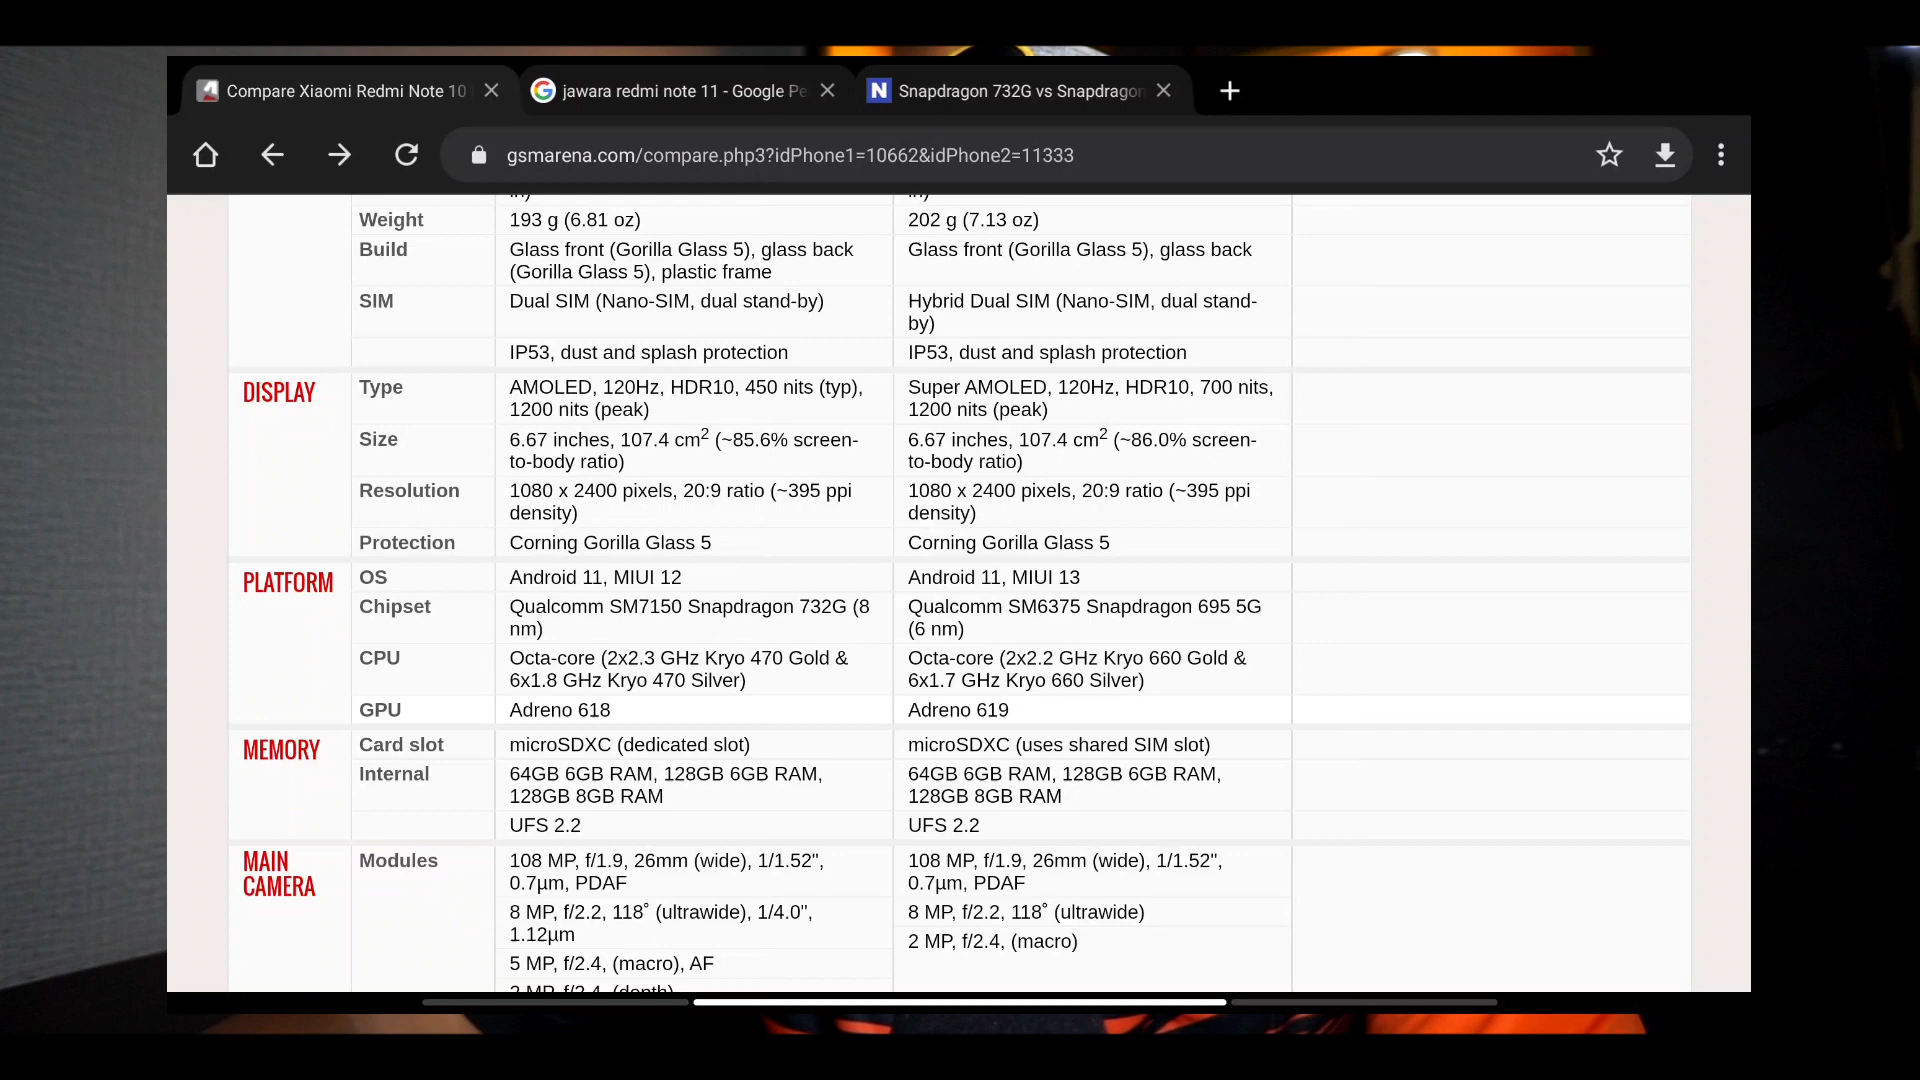 Compare Xiaomi Redmi Note 10
jawara redmi note 11 - Google Pe
Snapdragon 732G vs Snapdragon
gsmarena.com/compare.php3?idPhone1=10662&idPhone2=11333
in) in)
Weight 193 g (6.81 oz) 202 g (7.13 oz)
Build Glass front (Gorilla Glass 5), glass back Glass front (Gorilla Glass 5), glass back
(Gorilla Glass 5), plastic frame
SIM Dual SIM (Nano-SIM, dual stand-by) Hybrid Dual SIM (Nano-SIM, dual stand-
by)
IP53, dust and splash protection IP53, dust and splash protection
DISPLAY Type AMOLED, 120Hz, HDR10, 450 nits (typ), Super AMOLED, 120Hz, HDR10, 700 nits,
1200 nits (peak) 1200 nits (peak)
Size 6.67 inches, 107.4 cm2 (~85.6% screen- 6.67 inches, 107.4 cm2 (~86.0% screen-
to-body ratio) to-body ratio)
Resolution 1080 x 2400 pixels, 20:9 ratio (~395 ppi 1080 x 2400 pixels, 20:9 ratio (~395 ppi
density) density)
Protection Corning Gorilla Glass 5 Corning Gorilla Glass 5
PLATFORM OS Android 11, MIUI 12 Android 11, MIUI 13
Chipset Qualcomm SM7150 Snapdragon 732G (8 Qualcomm SM6375 Snapdragon 695 5G
nm) (6 nm)
CPU Octa-core (2x2.3 GHz Kryo 470 Gold & Octa-core (2x2.2 GHz Kryo 660 Gold &
6x1.8 GHz Kryo 470 Silver) 6x1.7 GHz Kryo 660 Silver)
GPU Adreno 618 Adreno 619
MEMORY Card slot microSDXC (dedicated slot) microSDXC (uses shared SIM slot)
Internal 64GB 6GB RAM, 128GB 6GB RAM, 64GB 6GB RAM, 128GB 6GB RAM,
128GB 8GB RAM 128GB 8GB RAM
UFS 2.2 UFS 2.2
MAIN Modules 108 MP, f/1.9, 26mm (wide), 1/1.52", 108 MP, f/1.9, 26mm (wide), 1/1.52",
CAMERA 0.7µm, PDAF 0.7µm, PDAF
8 MP, f/2.2, 118˚ (ultrawide), 1/4.0", 8 MP, f/2.2, 118˚ (ultrawide)
1.12µm 2 MP, f/2.4, (macro)
5 MP, f/2.4, (macro), AF
2 MP, f/2.4, (depth)